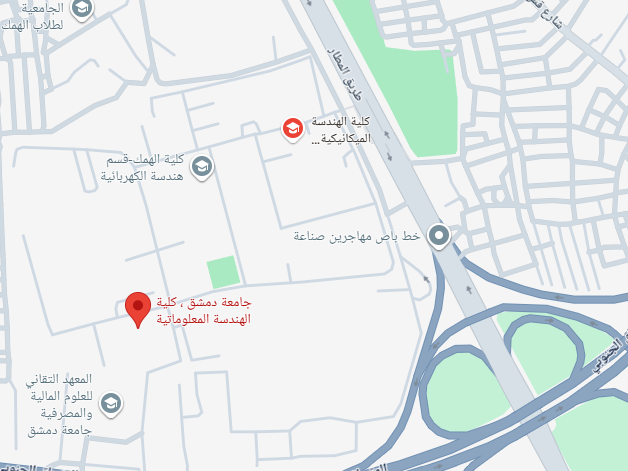 الجامعية
لطلاب الهمك
طريق المطار
كلية الهندسة
الميكانيكية...
كلية الهمك-قسم
هندسة الكهربائية
خط باص مهاجرين صناعة
جامعة دمشق ، كلية
الهندسة المعلوماتية
الجنوبي
المعهد التقاني
للعلوم المالية
والمصرفية
جامعة دمشق